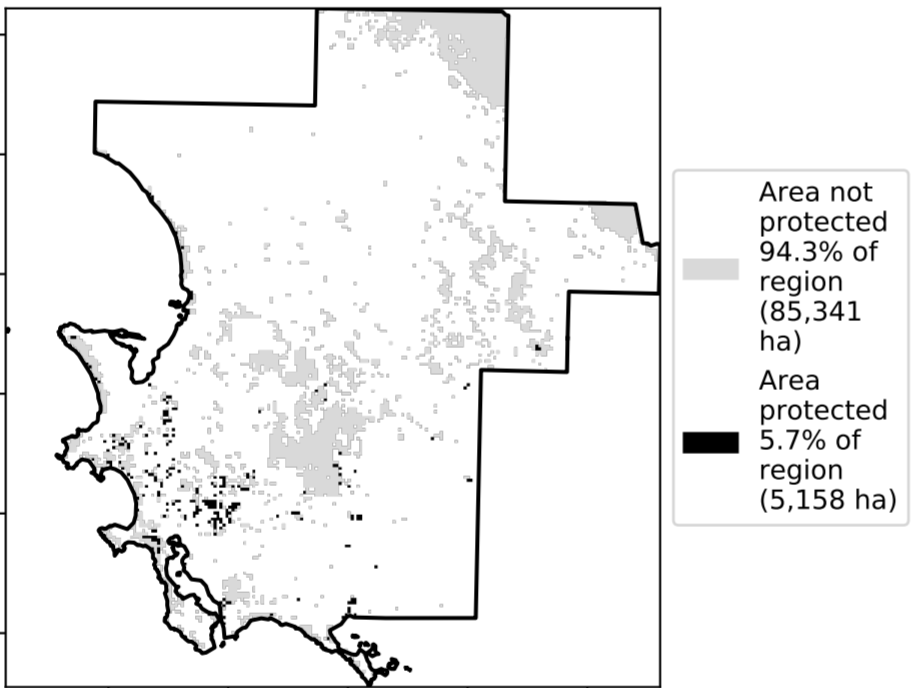 Area not
protected
94.3% of
region
(85,341
ha)
Area
protected
5.7% of
region
(5,158 ha)